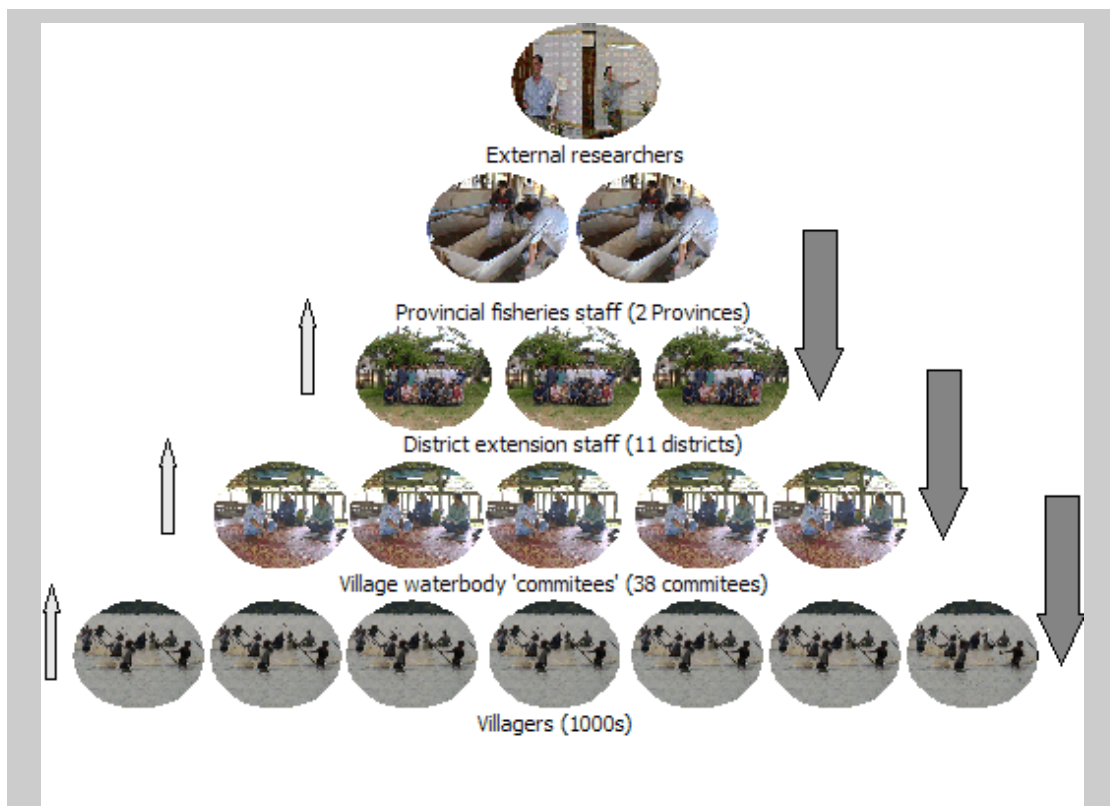 External researchers
Provincial fisheries staff (2 Provinces)
District extension staff (11 districts)
Village waterbody 'commitees' (38 commitees)
Villagers (1000s)